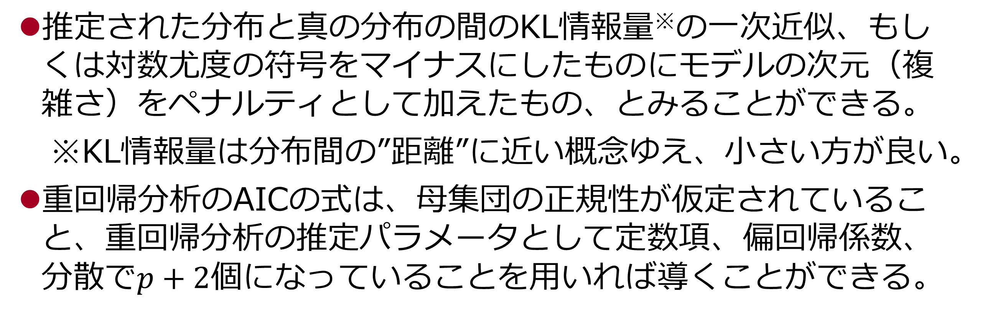 ●推定された分布と真の分布の間のKL情報量※の一次近似、もし
くは対数尤度の符号をマイナスにしたものにモデルの次元（複
雑さ）をペナルティとして加えたもの、とみることができる。
※KL情報量は分布間の”距離”に近い概念ゆえ、小さい方が良い。
●重回帰分析のAICの式は、母集団の正規性が仮定されているこ
と、重回帰分析の推定パラメータとして定数項、偏回帰係数、
分散でp + 2個になっていることを用いれば導くことができる。